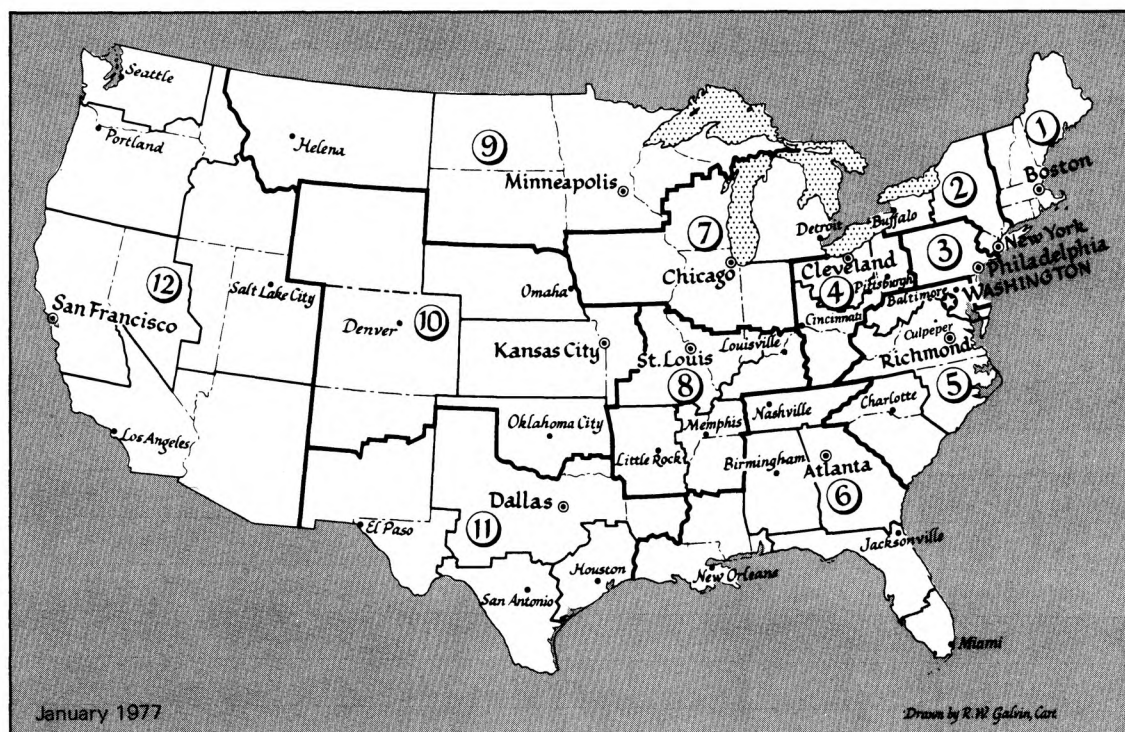 Seattle
Portland
Helena
9
Minneapolis
1
Boston
2
Buffalo
Detroit
New York
Philadelphia
3
WASHINGTON
7
Chicago
Cleveland
4
Pittsburgh
Baltimore
Cincinnati
12
San Francisco
Salt Lake City
Denver
10
Omaha
Kansas City
St. Louis
Louisville
8
Culpeper
Richmond
5
Charlotte
Los Angeles
Oklahoma City
Little Rock
Memphis
Nashville
Birmingham
Atlanta
6
Dallas
11
El Paso
Houston
San Antonio
New Orleans
Jacksonville
Miami
January 1977
Drawn by R.W. Galvin, Cart.